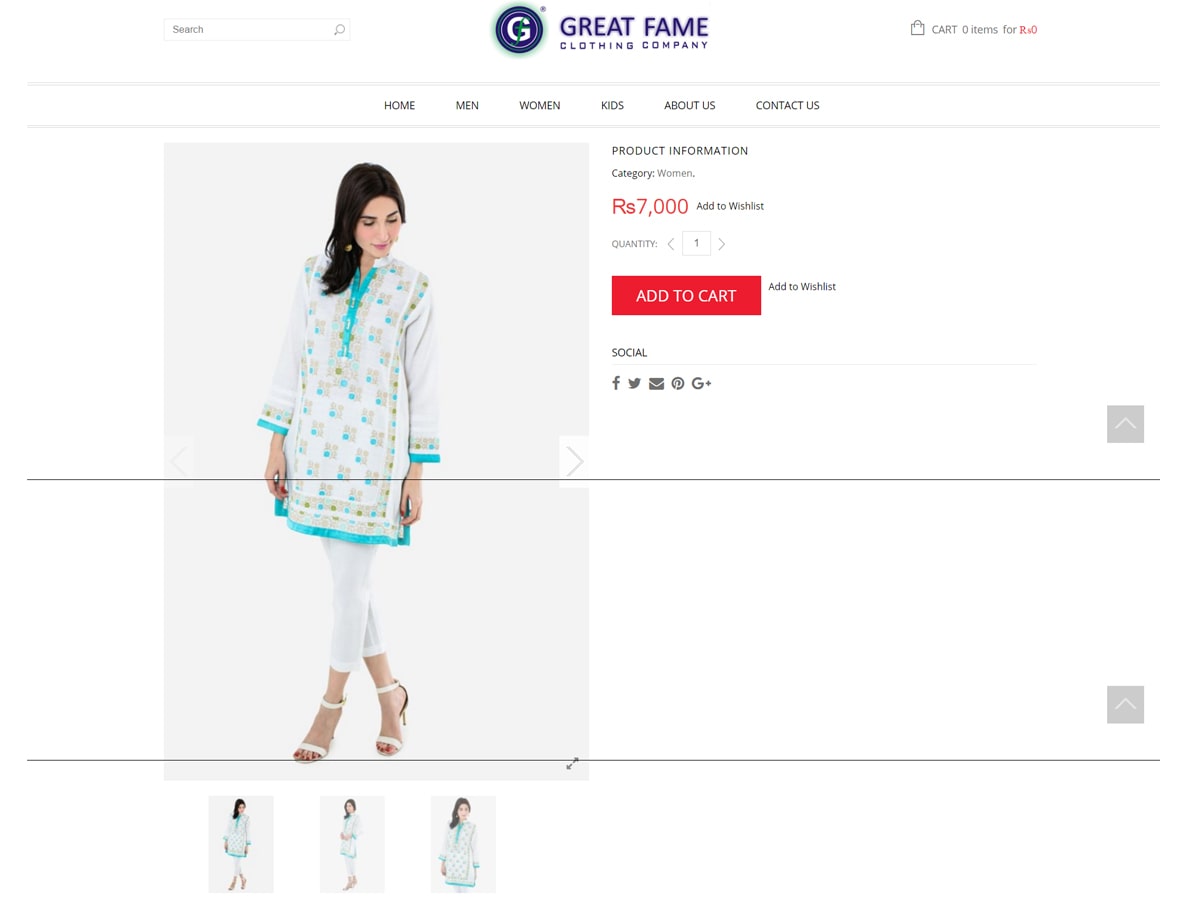 Search
G
®
GREAT FAME
CLOTHING COMPANY
CART 0 items for ₨0
HOME MEN WOMEN KIDS ABOUT US CONTACT US
PRODUCT INFORMATION
Category: Women.
₨7,000 Add to Wishlist
QUANTITY: 1
ADD TO CART Add to Wishlist
SOCIAL